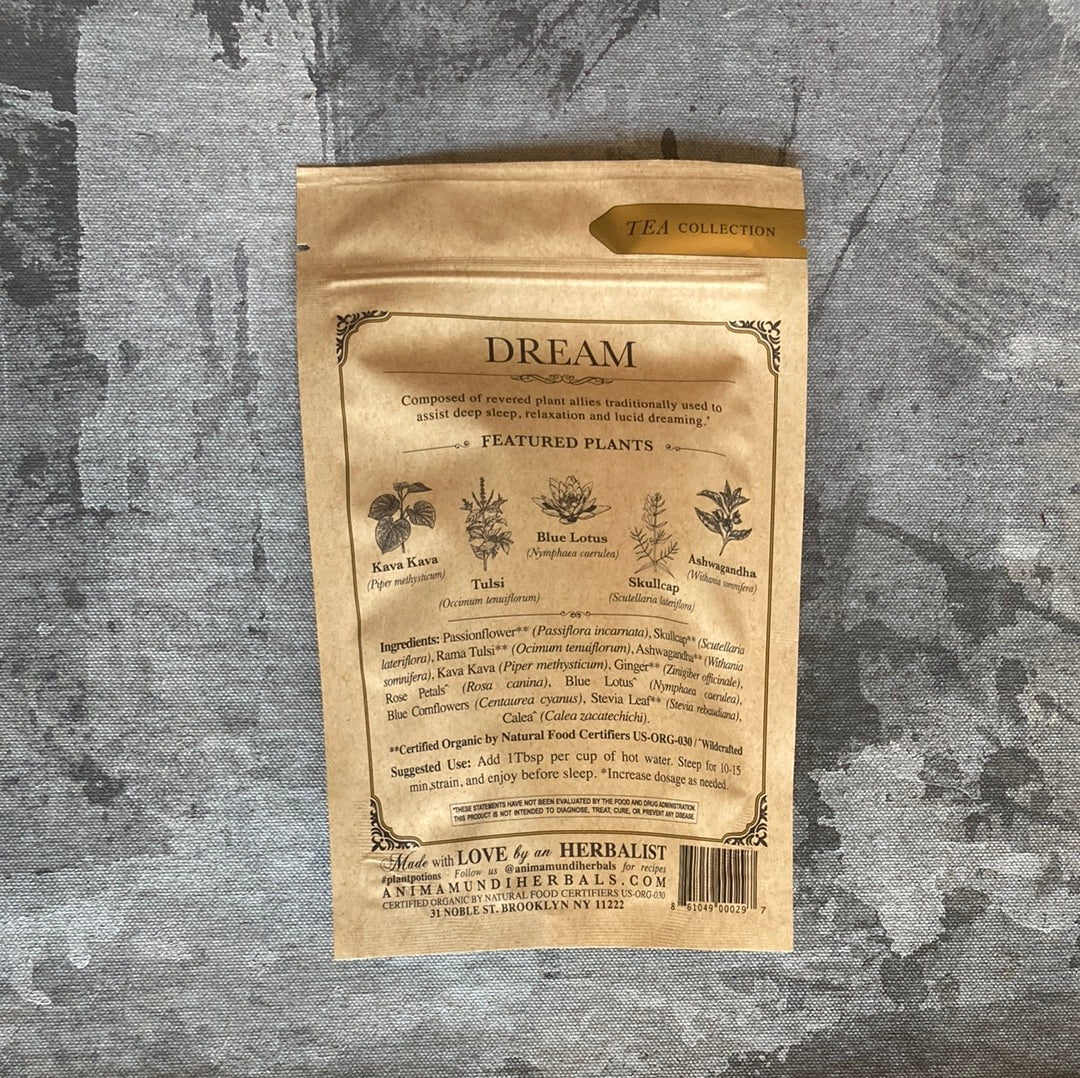 TEA COLLECTION
DREAM
Composed of revered plant allies traditionally used to
assist deep sleep, relaxation and lucid dreaming.*
FEATURED PLANTS
Kava Kava
(Piper methysticum)
Tulsi
(Occimum tenuiflorum)
Blue Lotus
(Nymphaea caerulea)
Skullcap
(Scutellaria lateriflora)
Ashwagandha
(Withania somnifera)
Ingredients: Passionflower** (Passiflora incarnata), Skullcap** (Scutellaria
lateriflora), Rama Tulsi** (Ocimum tenuiflorum), Ashwagandha** (Withania
somnifera), Kava Kava (Piper methysticum), Ginger** (Zinigiber officinale),
Rose Petals^ (Rosa canina), Blue Lotus^ (Nymphaea caerulea),
Blue Cornflowers (Centaurea cyanus), Stevia Leaf** (Stevia rebaudiana),
Calea^ (Calea zacatechichi).
**Certified Organic by Natural Food Certifiers US-ORG-030 / ^Wildcrafted
Suggested Use: Add 1Tbsp per cup of hot water. Steep for 10-15
min,strain, and enjoy before sleep. *Increase dosage as needed.
*THESE STATEMENTS HAVE NOT BEEN EVALUATED BY THE FOOD AND DRUG ADMINISTRATION.
THIS PRODUCT IS NOT INTENDED TO DIAGNOSE, TREAT, CURE, OR PREVENT ANY DISEASE.
Made with LOVE by an HERBALIST
#plantpotions - Follow us @animamundiherbals for recipes
ANIMAMUNDIHERBALS.COM
CERTIFIED ORGANIC BY NATURAL FOOD CERTIFIERS US-ORG-030
31 NOBLE ST. BROOKLYN NY 11222
8 61049 00029 7